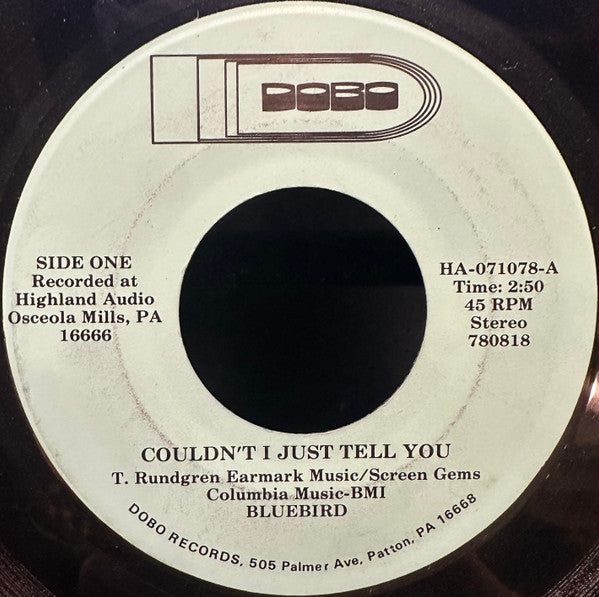 DOBO
SIDE ONE
Recorded at
Highland Audio
Osceola Mills, PA
16666
HA-071078-A
Time: 2:50
45 RPM
Stereo
780818
COULDN'T I JUST TELL YOU
T. Rundgren Earmark Music/Screen Gems
Columbia Music-BMI
BLUEBIRD
DOBO RECORDS, 505 Palmer Ave, Patton, PA 16668